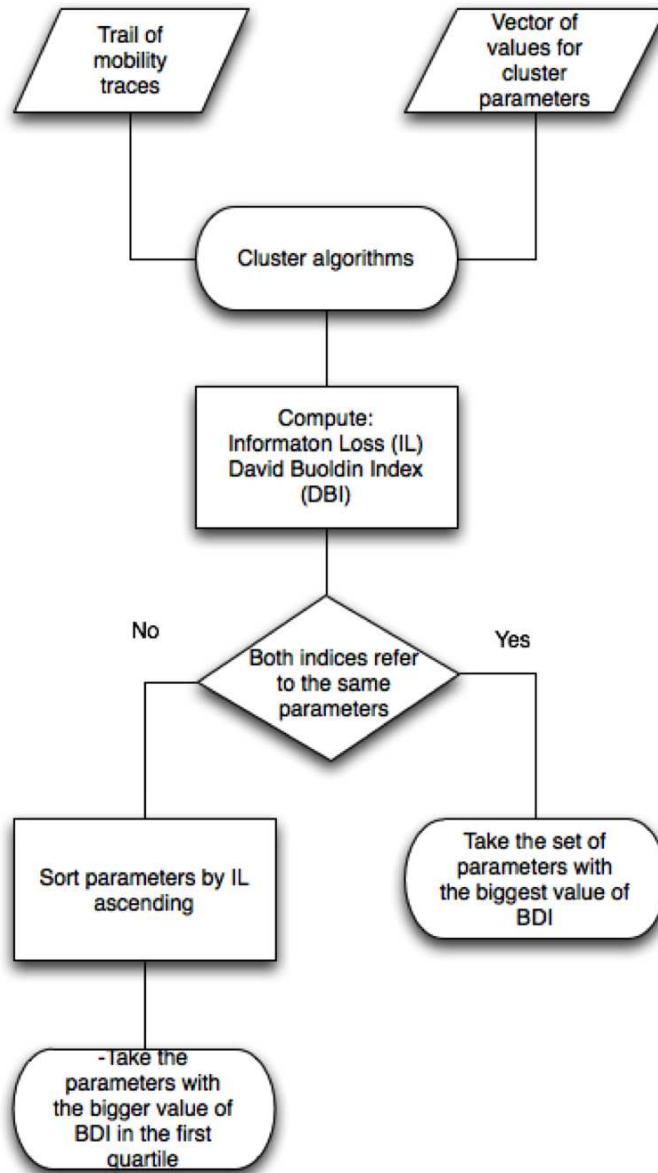 Trail of
mobility
traces
Vector of
values for
cluster
parameters
Cluster algorithms
Compute:
Informaton Loss (IL)
David Buoldin Index
(DBI)
No
Yes
Both indices refer
to the same
parameters
Sort parameters by IL
ascending
Take the set of
parameters with
the biggest value of
BDI
-Take the
parameters with
the bigger value of
BDI in the first
quartile